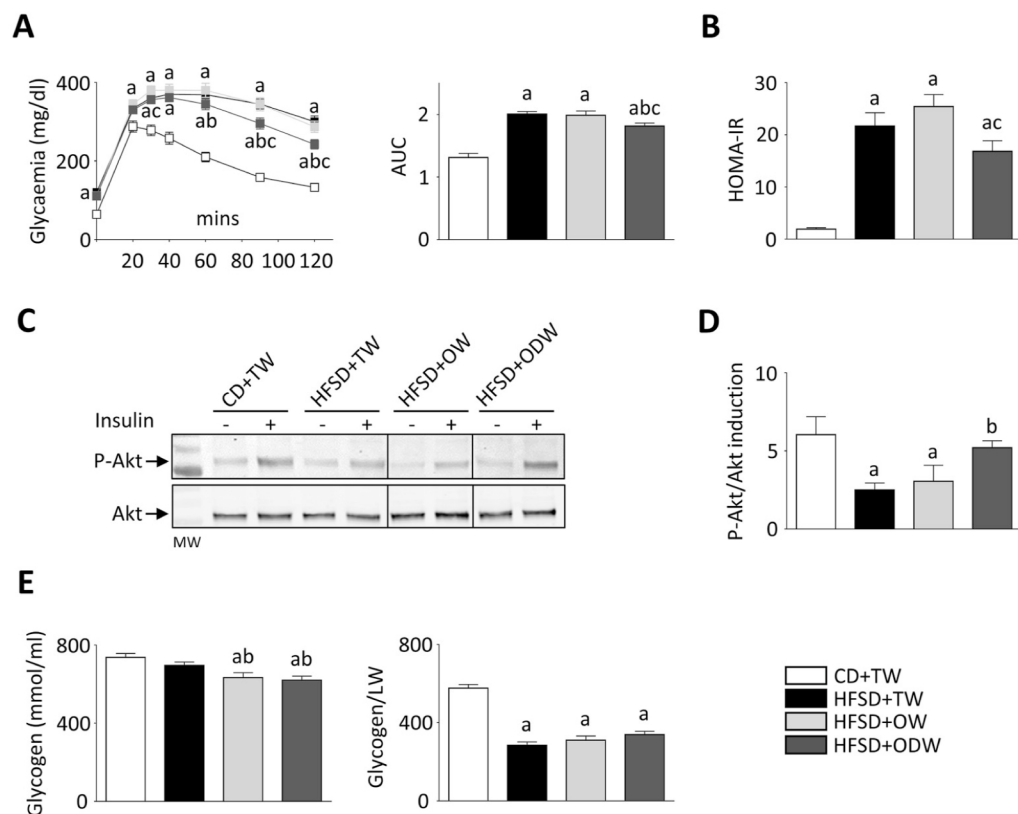 A
Glycaemia (mg/dl)
400
200
0
a a a a a a
a
ac a ab abc abc
mins
20 40 60 80 100 120
AUC
2
1
0
a a abc
B
HOMA-IR
30
20
10
0
a a ac
C
CD+TW HFSD+TW HFSD+OW HFSD+ODW
Insulin - + - + - + - +
P-Akt
Akt
MW
D
P-Akt/Akt induction
10
5
0
a a b
E
Glycogen (mmol/ml)
800
400
0
ab ab
Glycogen/LW
800
400
0
a a a
CD+TW
HFSD+TW
HFSD+OW
HFSD+ODW